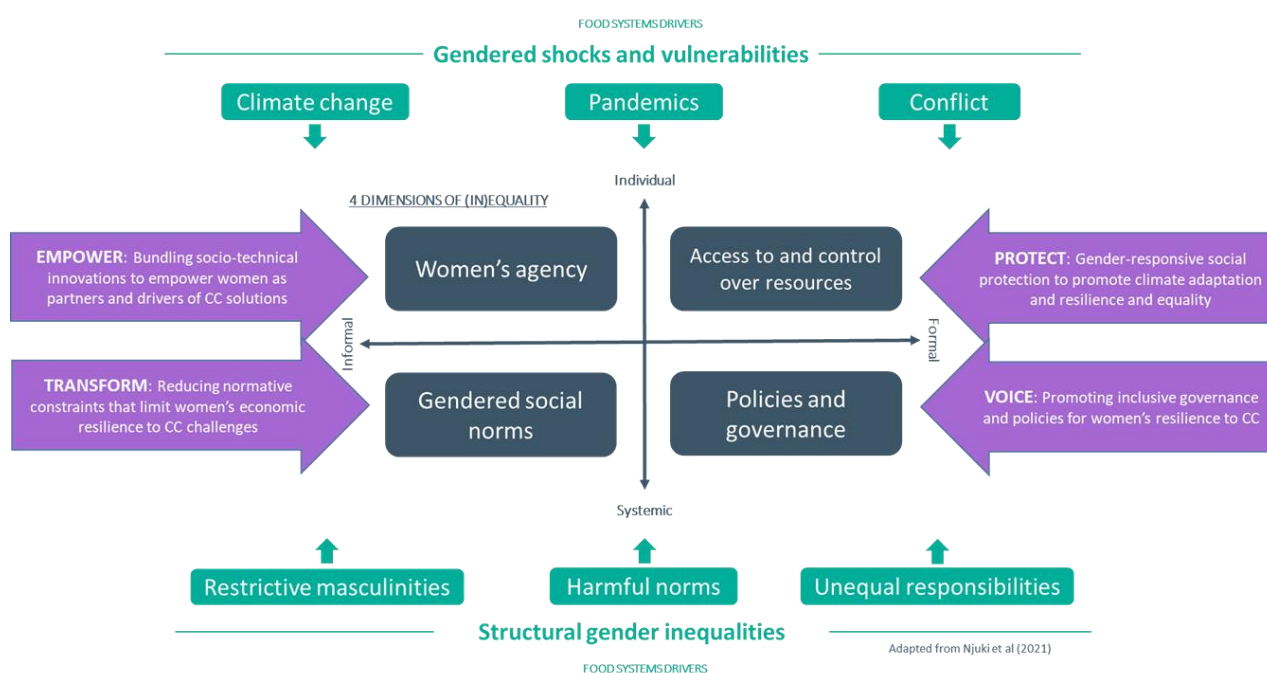 FOOD SYSTEMS DRIVERS
Gendered shocks and vulnerabilities
Climate change
Pandemics
Conflict
Individual
4 DIMENSIONS OF (IN)EQUALITY
EMPOWER: Bundling socio-technical
innovations to empower women as
partners and drivers of CC solutions
Women's agency
Access to and control
over resources
PROTECT: Gender-responsive social
protection to promote climate adaptation
and resilience and equality
Informal
Formal
TRANSFORM: Reducing normative
constraints that limit women's economic
resilience to CC challenges
Gendered social
norms
Policies and
governance
VOICE: Promoting inclusive governance
and policies for women's resilience to CC
Systemic
Restrictive masculinities
Harmful norms
Unequal responsibilities
Structural gender inequalities
Adapted from Njuki et al (2021)
FOOD SYSTEMS DRIVERS